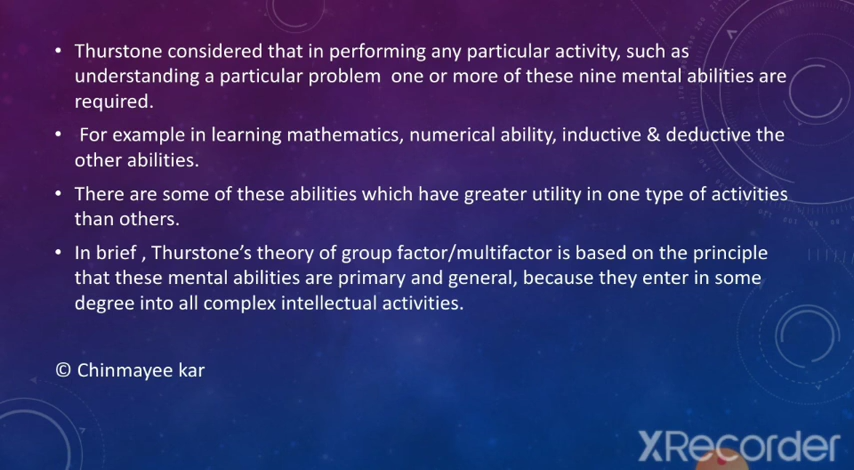 • Thurstone considered that in performing any particular activity, such as
understanding a particular problem  one or more of these nine mental abilities are
required.
•  For example in learning mathematics, numerical ability, inductive & deductive the
other abilities.
• There are some of these abilities which have greater utility in one type of activities
than others.
• In brief , Thurstone’s theory of group factor/multifactor is based on the principle
that these mental abilities are primary and general, because they enter in some
degree into all complex intellectual activities.
© Chinmayee kar
XRecorder